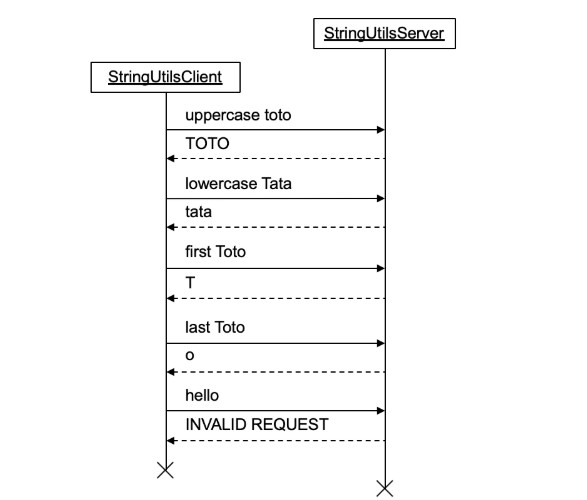 StringUtilsServer
StringUtilsClient
uppercase toto
TOTO
lowercase Tata
tata
first Toto
T
last Toto
o
hello
INVALID REQUEST